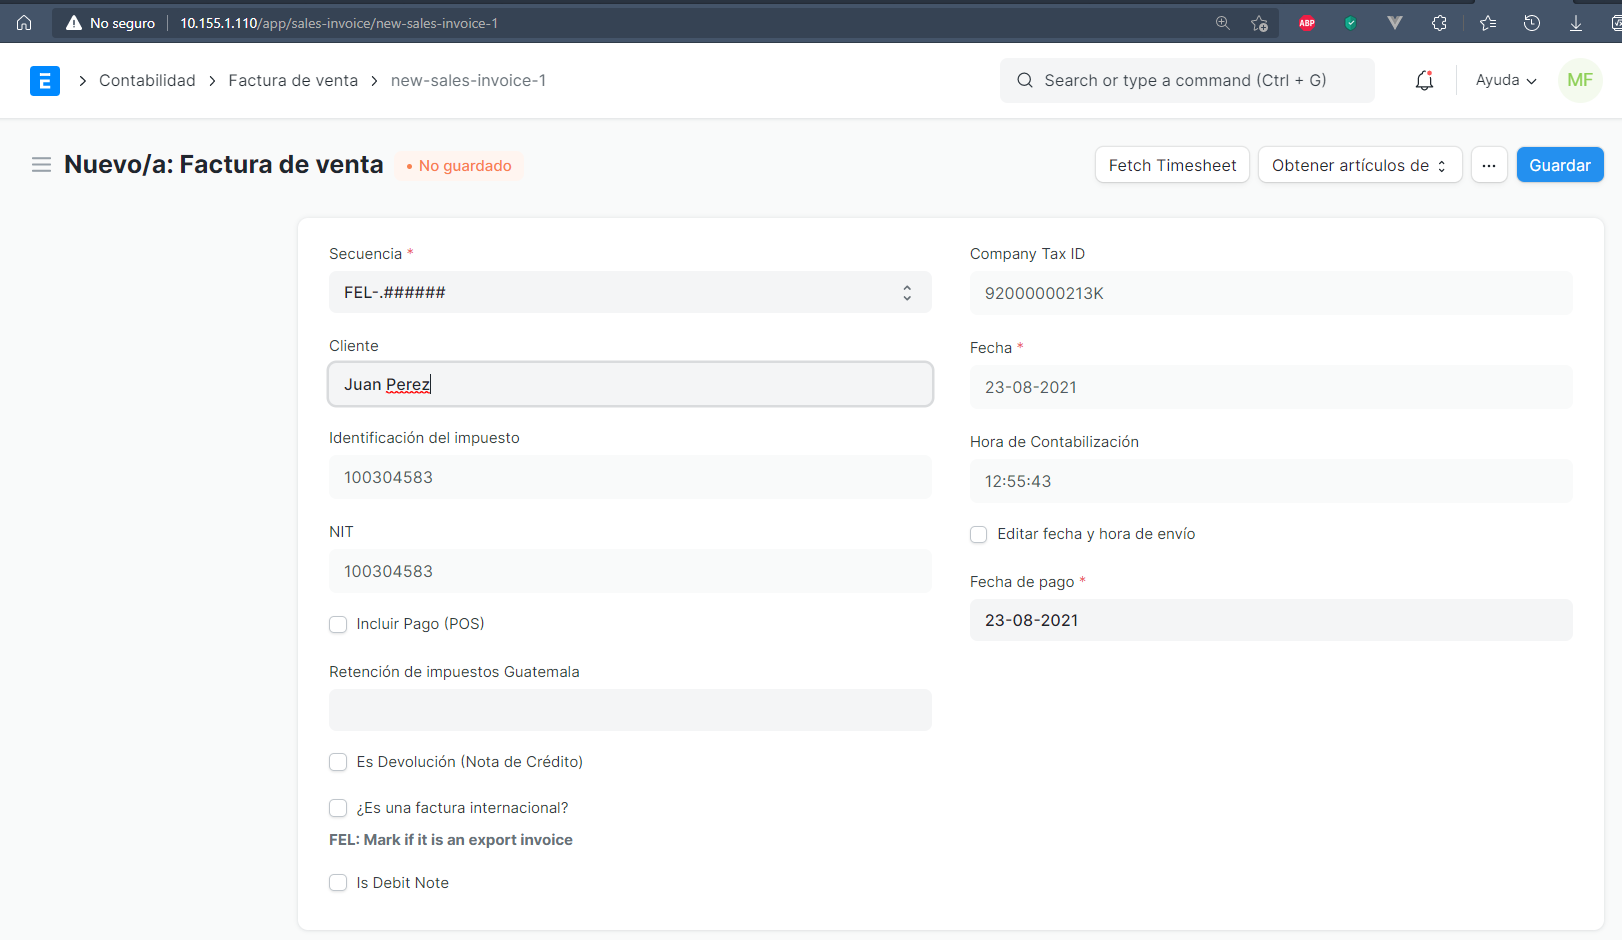 No seguro
10.155.1.110/app/sales-invoice/new-sales-invoice-1
ABP
E
Contabilidad
Factura de venta
new-sales-invoice-1
Search or type a command (Ctrl + G)
Ayuda
MF
Nuevo/a: Factura de venta
• No guardado
Fetch Timesheet
Obtener artículos de
...
Guardar
Secuencia *
FEL-.######
Cliente
Juan Perez
Identificación del impuesto
100304583
NIT
100304583
Incluir Pago (POS)
Retención de impuestos Guatemala
Es Devolución (Nota de Crédito)
¿Es una factura internacional?
FEL: Mark if it is an export invoice
Is Debit Note
Company Tax ID
92000000213K
Fecha *
23-08-2021
Hora de Contabilización
12:55:43
Editar fecha y hora de envío
Fecha de pago *
23-08-2021